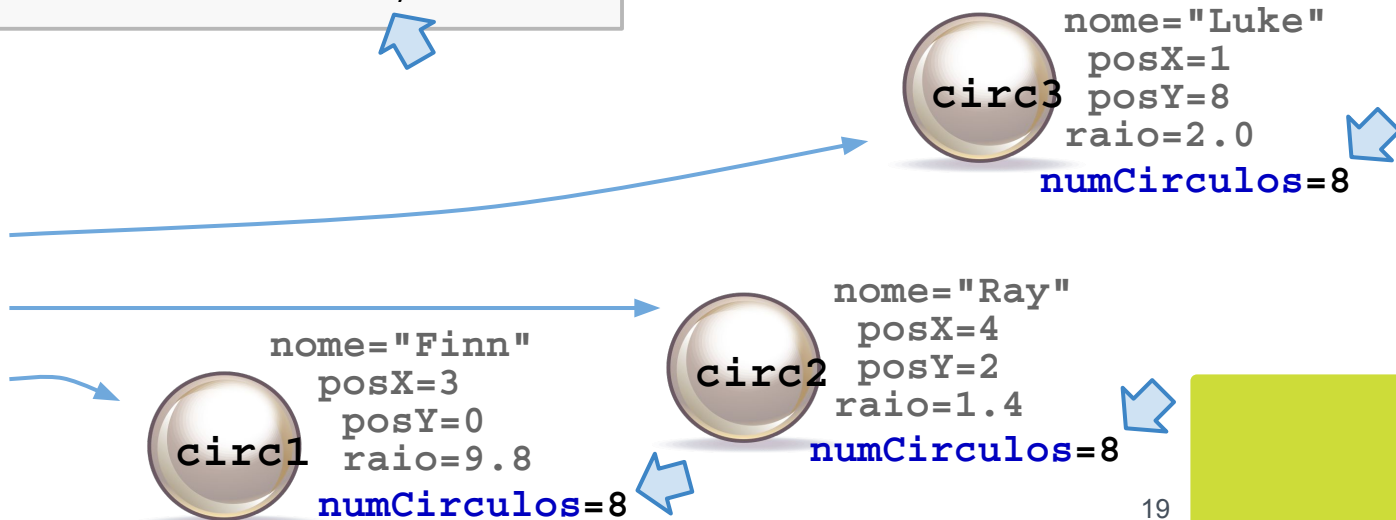 nome="Luke"
posX=1
circ3 posY=8
raio=2.0
numCirculos=8
nome="Ray"
posX=4
circ2 posY=2
raio=1.4
numCirculos=8
nome="Finn"
posX=3
posY=0
circ1 raio=9.8
numCirculos=8
19